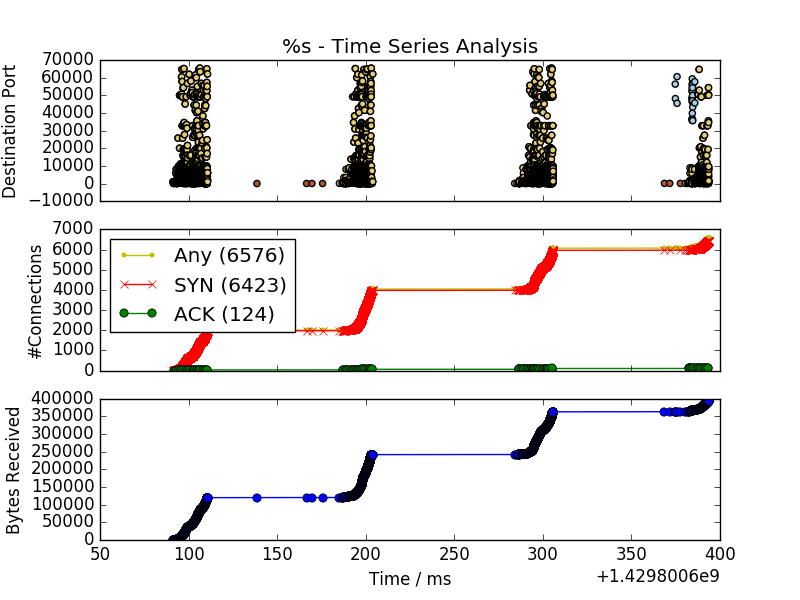 %s - Time Series Analysis
Destination Port
70000
60000
50000
40000
30000
20000
10000
0
−10000
#Connections
7000
6000
5000
4000
3000
2000
1000
0
Any (6576)
SYN (6423)
ACK (124)
Bytes Received
400000
350000
300000
250000
200000
150000
100000
50000
0
50 100 150 200 250 300 350 400
Time / ms
+1.4298006e9